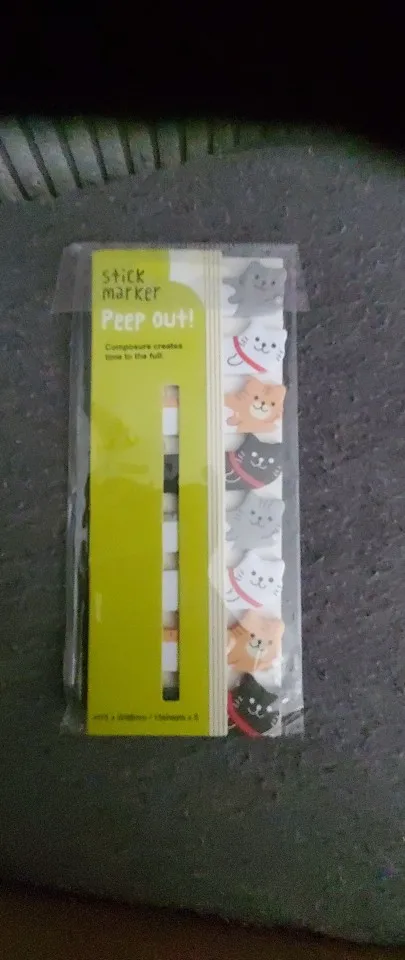 stick
marker
Peep out!
Composure creates
time to the full.